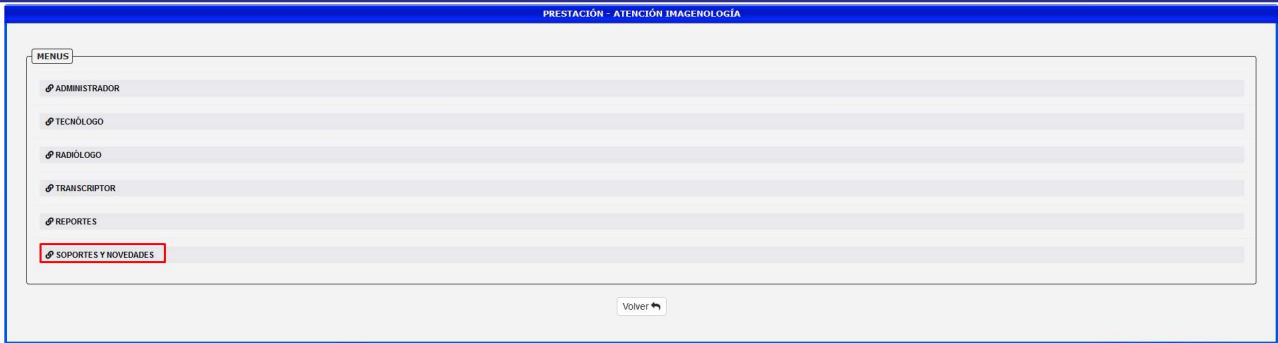 PRESTACIÓN - ATENCIÓN IMAGENOLOGÍA
MENUS
ADMINISTRADOR
TECNÓLOGO
RADIÓLOGO
TRANSCRIPTOR
REPORTES
SOPORTES Y NOVEDADES
Volver